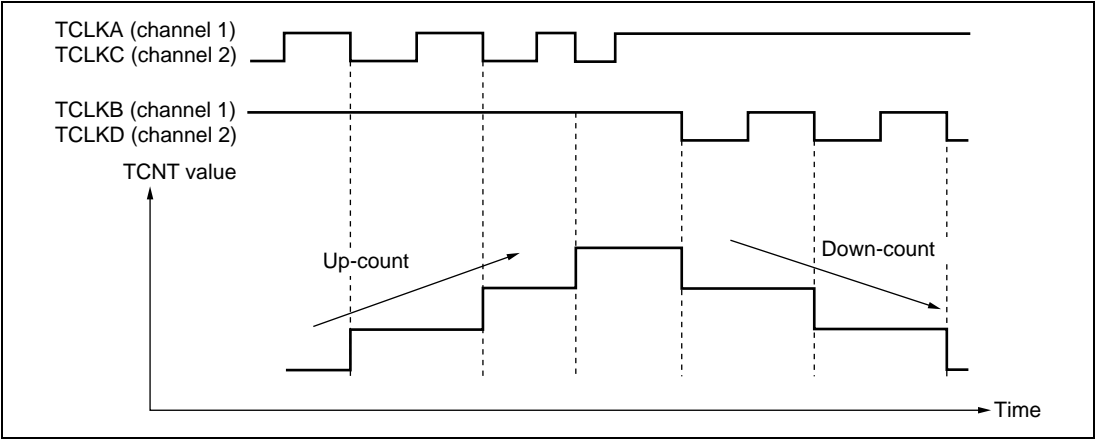 TCLKA (channel 1)
TCLKC (channel 2)
TCLKB (channel 1)
TCLKD (channel 2)
TCNT value
Up-count
Down-count
Time